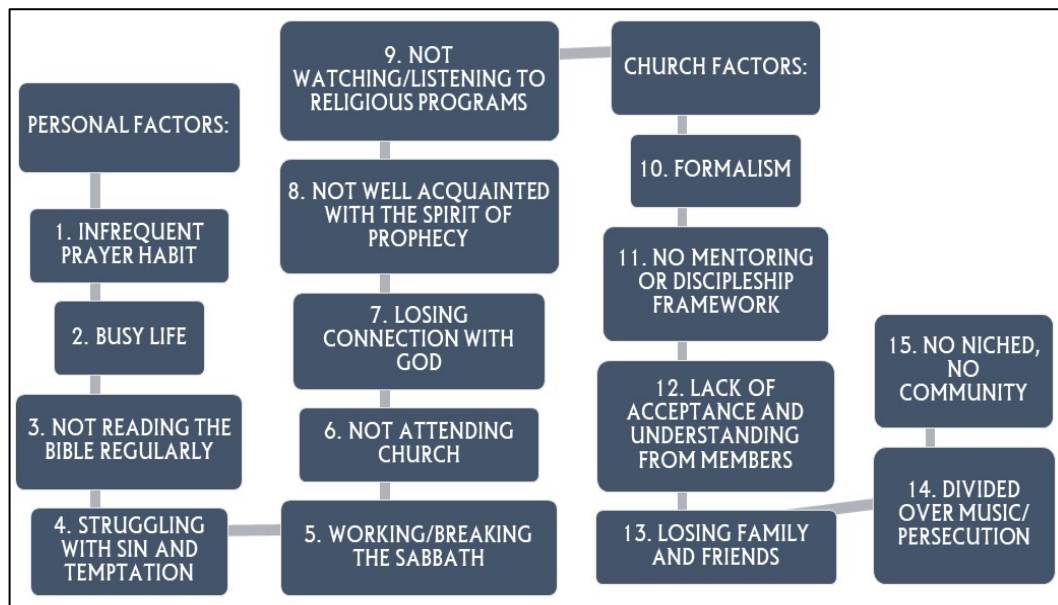 PERSONAL FACTORS:
1. INFREQUENT
PRAYER HABIT
2. BUSY LIFE
3. NOT READING THE
BIBLE REGULARLY
4. STRUGGLING
WITH SIN AND
TEMPTATION
5. WORKING/BREAKING
THE SABBATH
6. NOT ATTENDING
CHURCH
7. LOSING
CONNECTION WITH
GOD
8. NOT WELL ACQUAINTED
WITH THE SPIRIT OF
PROPHECY
9. NOT
WATCHING/LISTENING TO
RELIGIOUS PROGRAMS
CHURCH FACTORS:
10. FORMALISM
11. NO MENTORING
OR DISCIPLESHIP
FRAMEWORK
12. LACK OF
ACCEPTANCE AND
UNDERSTANDING
FROM MEMBERS
13. LOSING FAMILY
AND FRIENDS
14. DIVIDED
OVER MUSIC/
PERSECUTION
15. NO NICHED,
NO
COMMUNITY